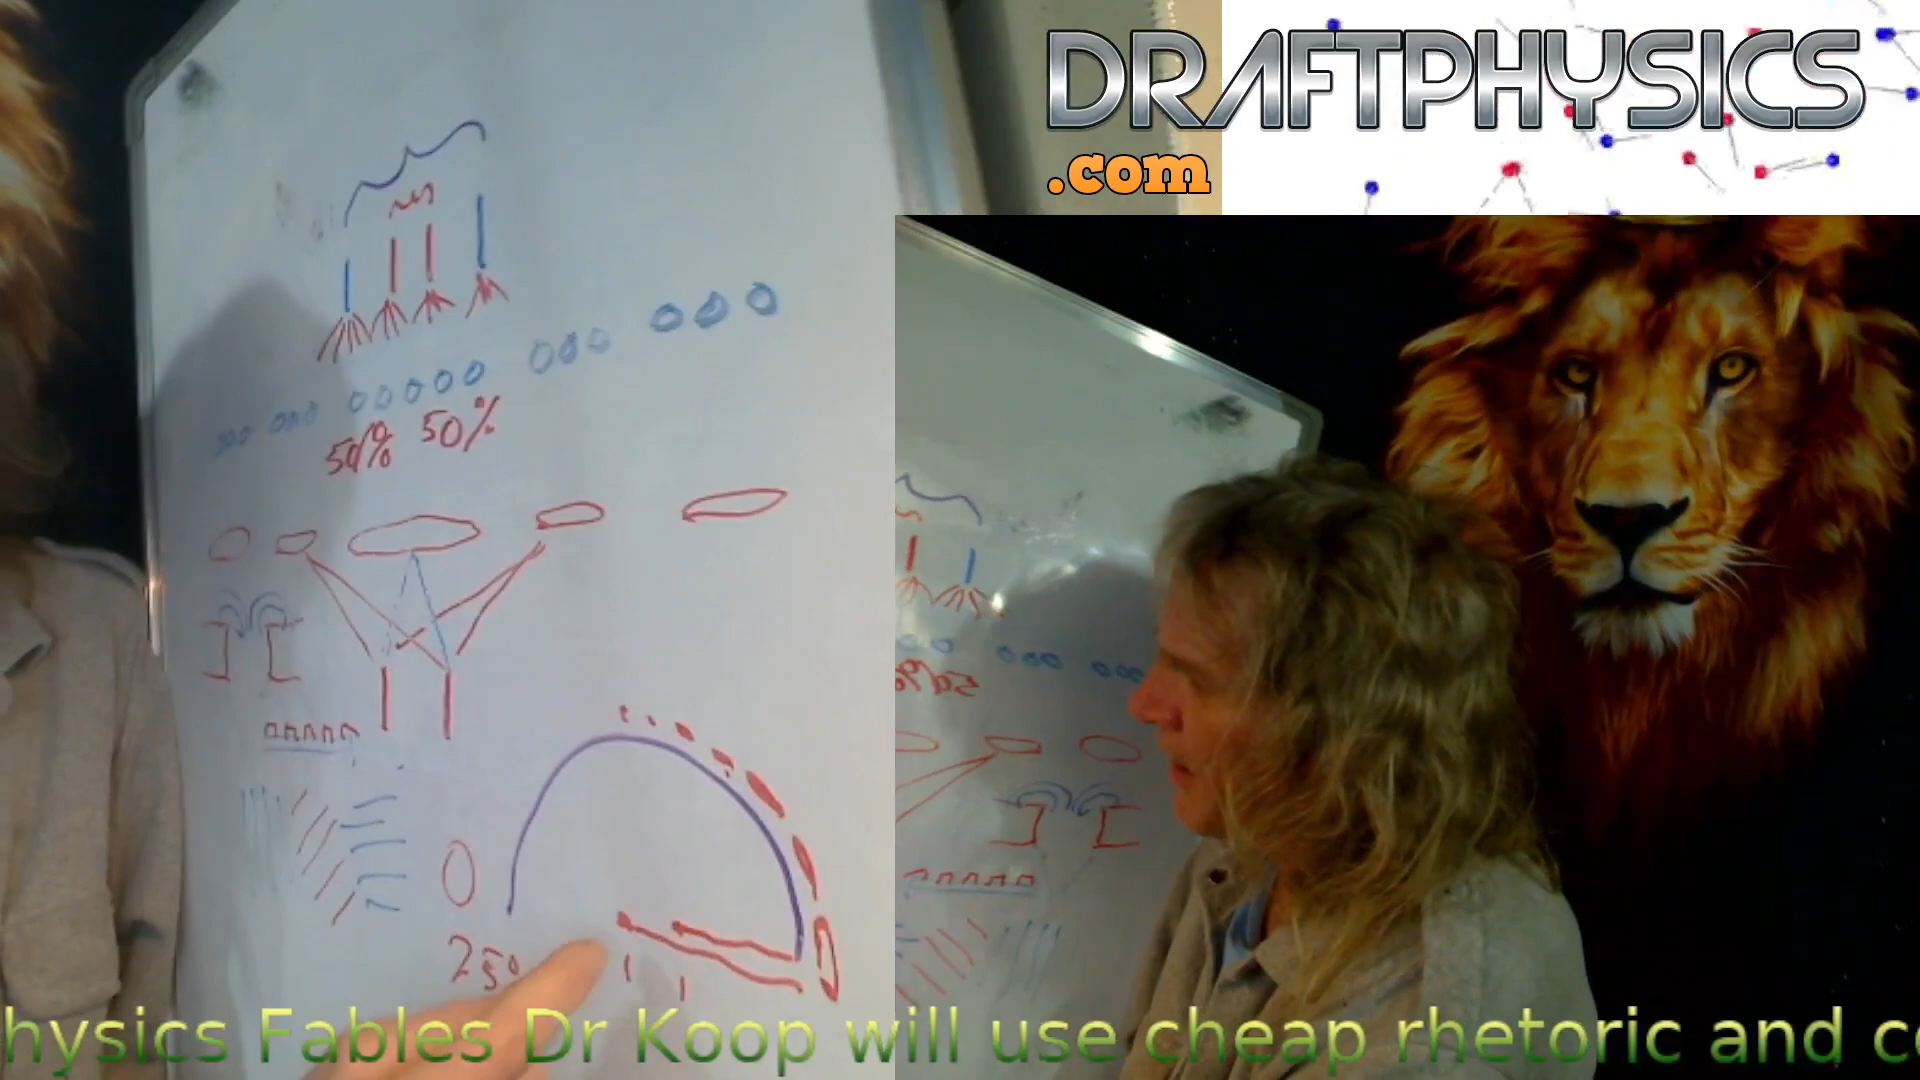 DRAFTPHYSICS
.com
50% 50%
250
hysics Fables Dr Koop will use cheap rhetoric and c